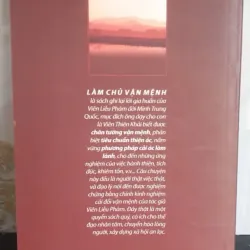 LÀM CHỦ VẬN MỆNH
là sách ghi lại lời gia huấn của
Viên Liễu Phàm đời Minh Trung
Quốc, mục đích ông dạy cho con
là Viên Thiên Khải biết được
chân tướng vận mệnh, phân
biệt tiêu chuẩn thiện ác, nắm
vững phương pháp cải ác làm
lành, cho đến những ứng
nghiệm của việc hành thiện, tích
đức, khiêm tốn, v.v... Câu chuyện
này đều là người thật việc thật,
và đạo lý nói đến được nghiệm
chứng bằng chính kinh nghiệm
cải đổi vận mệnh của tác giả
Viên Liễu Phàm. Đây thật là một
quyển sách quý, có ích cho thế
đạo nhân tâm, chuyển hóa lòng
người, xây dựng xã hội an lạc.